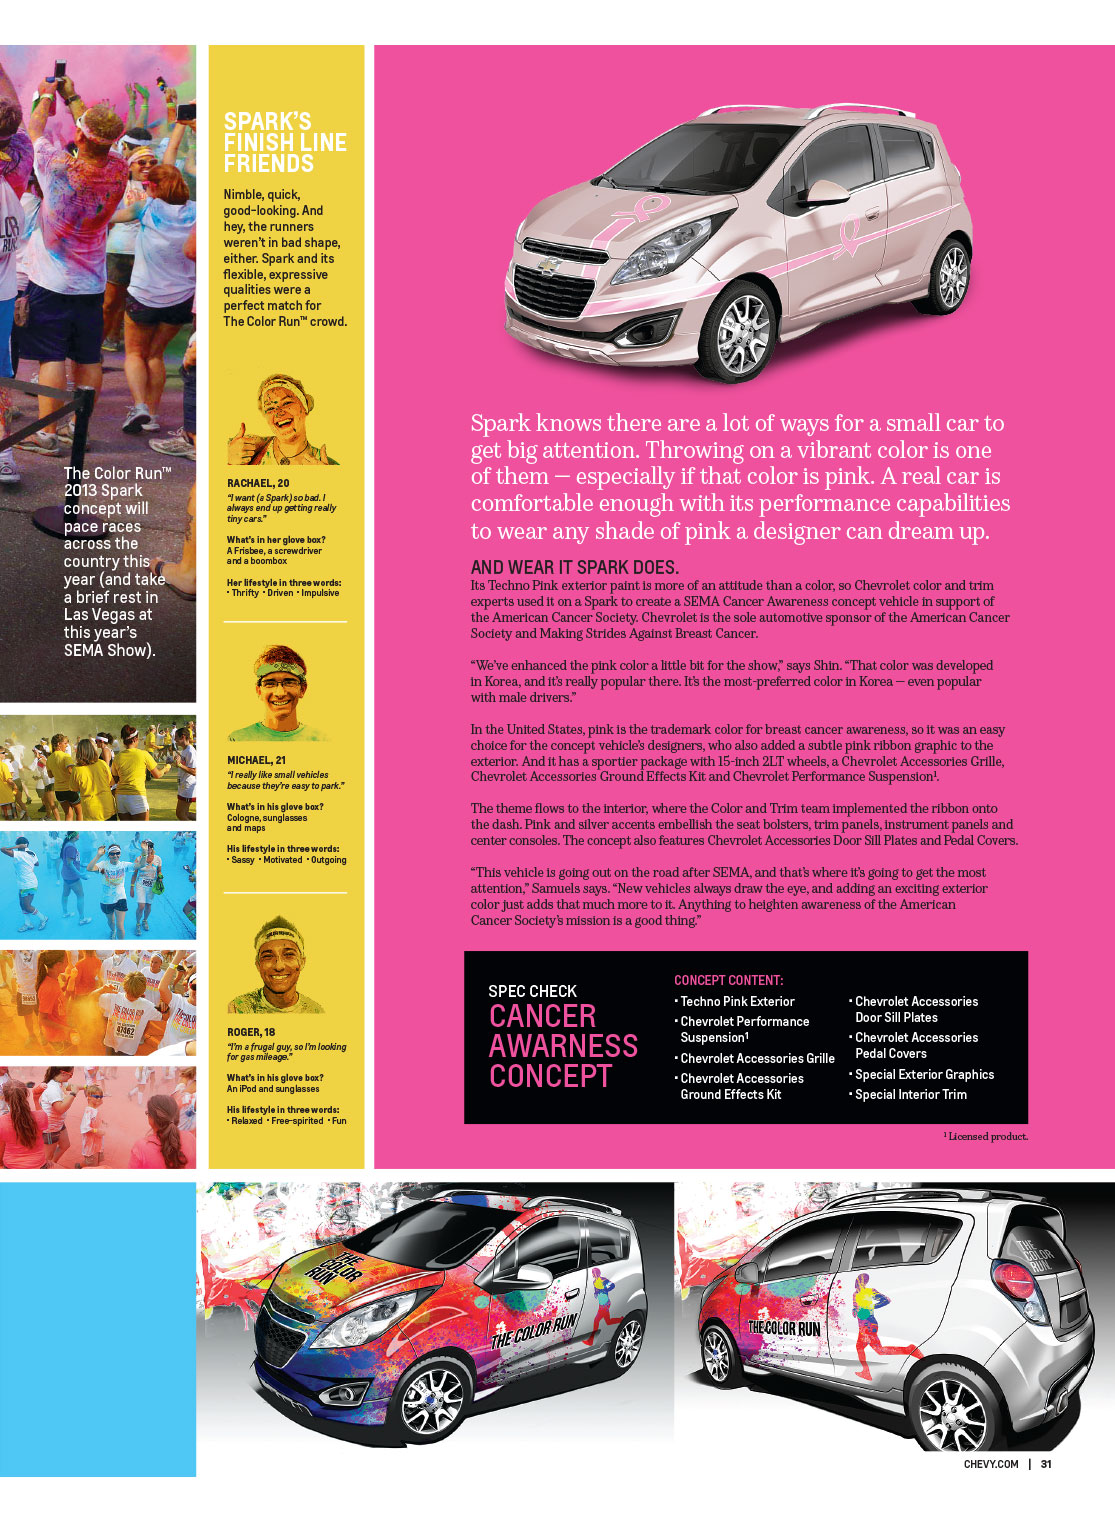 The Color Run™
2013 Spark
concept will
pace races
across the
country this
year (and take
a brief rest in
Las Vegas at
this year's
SEMA Show).
SPARK'S
FINISH LINE
FRIENDS
Nimble, quick,
good-looking. And
hey, the runners
weren't in bad shape,
either. Spark and its
flexible, expressive
qualities were a
perfect match for
The Color Run™ crowd.
RACHAEL, 20
“I want (a Spark) so bad. I
always end up getting really
tiny cars.”
What's in her glove box?
A Frisbee, a screwdriver
and a boombox
Her lifestyle in three words:
• Thrifty • Driven • Impulsive
MICHAEL, 21
“I really like small vehicles
because they're easy to park.”
What's in his glove box?
Cologne, sunglasses
and maps
His lifestyle in three words:
• Sassy • Motivated • Outgoing
ROGER, 18
“I'm a frugal guy, so I'm looking
for gas mileage.”
What's in his glove box?
An iPod and sunglasses
His lifestyle in three words:
• Relaxed • Free-spirited • Fun
Spark knows there are a lot of ways for a small car to
get big attention. Throwing on a vibrant color is one
of them — especially if that color is pink. A real car is
comfortable enough with its performance capabilities
to wear any shade of pink a designer can dream up.
AND WEAR IT SPARK DOES.
Its Techno Pink exterior paint is more of an attitude than a color, so Chevrolet color and trim
experts used it on a Spark to create a SEMA Cancer Awareness concept vehicle in support of
the American Cancer Society. Chevrolet is the sole automotive sponsor of the American Cancer
Society and Making Strides Against Breast Cancer.
“We've enhanced the pink color a little bit for the show,” says Shin. “That color was developed
in Korea, and it's really popular there. It's the most-preferred color in Korea — even popular
with male drivers.”
In the United States, pink is the trademark color for breast cancer awareness, so it was an easy
choice for the concept vehicle's designers, who also added a subtle pink ribbon graphic to the
exterior. And it has a sportier package with 15-inch 2LT wheels, a Chevrolet Accessories Grille,
Chevrolet Accessories Ground Effects Kit and Chevrolet Performance Suspension¹.
The theme flows to the interior, where the Color and Trim team implemented the ribbon onto
the dash. Pink and silver accents embellish the seat bolsters, trim panels, instrument panels and
center consoles. The concept also features Chevrolet Accessories Door Sill Plates and Pedal Covers.
“This vehicle is going out on the road after SEMA, and that's where it's going to get the most
attention,” Samuels says. “New vehicles always draw the eye, and adding an exciting exterior
color just adds that much more to it. Anything to heighten awareness of the American
Cancer Society's mission is a good thing.”
SPEC CHECK
CANCER
AWARNESS
CONCEPT
CONCEPT CONTENT:
• Techno Pink Exterior
• Chevrolet Performance
Suspension¹
• Chevrolet Accessories Grille
• Chevrolet Accessories
Ground Effects Kit
• Chevrolet Accessories
Door Sill Plates
• Chevrolet Accessories
Pedal Covers
• Special Exterior Graphics
• Special Interior Trim
¹ Licensed product.
THE
COLOR
RUN
THE COLOR RUN
THE COLOR RUN
THE
COLOR
RUN
CHEVY.COM | 31